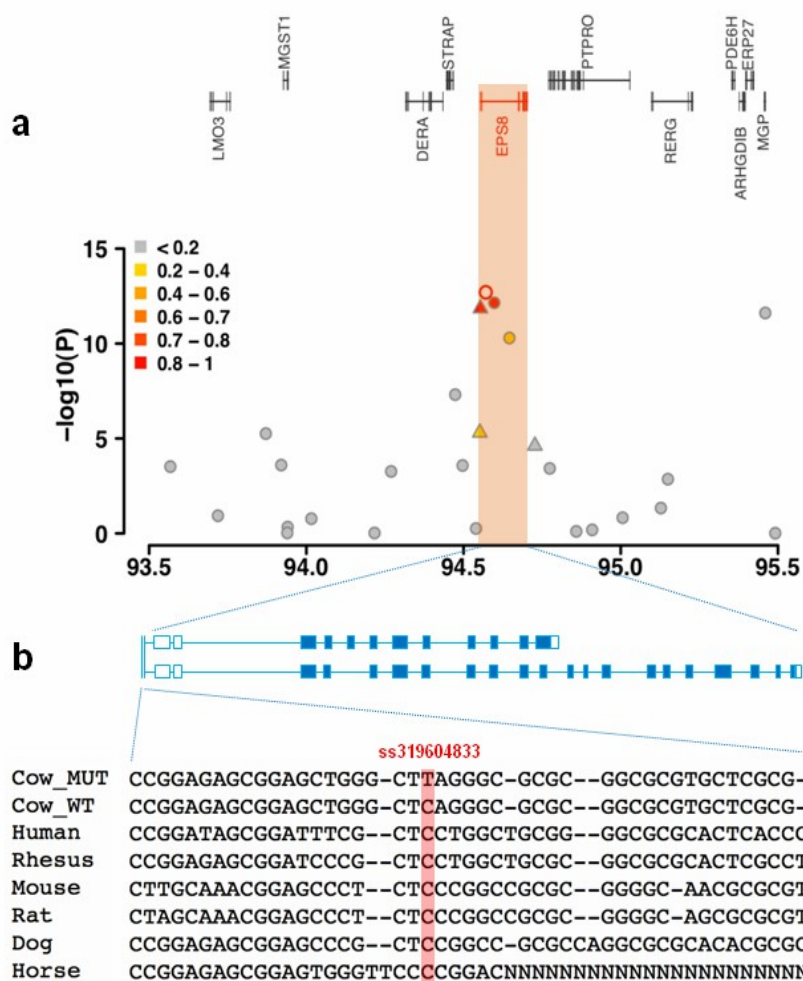 a
MGST1 STRAP PTPRO PDE6H ERP27
LMO3 DERA EPS8 RERG ARHGDIB MGP
−log10(P)
15
10
5
0
< 0.2
0.2 − 0.4
0.4 − 0.6
0.6 − 0.7
0.7 − 0.8
0.8 − 1
93.5 94.0 94.5 95.0 95.5
b
ss319604833
Cow_MUT CCGGAGAGCGGAGCTGGG-CTTAGGGC-GCGC--GGCGCGTGCTCGCG-
Cow_WT CCGGAGAGCGGAGCTGGG-CTCAGGGC-GCGC--GGCGCGTGCTCGCG-
Human CCGGATAGCGGATTTCG--CTCCTGGCTGCGG--GGCGCGCACTCACCC
Rhesus CCGGAGAGCGGATCCCG--CTCCTGGCTGCGC--GGCGCGCACTCGCCT
Mouse CTTGCAAACGGAGCCCT--CTCCCGGCCGCGC--GGGGC-AACGCGCGT
Rat CTAGCAAACGGAGCCCT--CTCCCGGCCGCGC--GGGGC-AGCGCGCGT
Dog CCGGAGAGCGGAGCCCG--CTCCGGCC-GCGCCAGGCGCGCACACGCGC
Horse CCGGAGAGCGGAGTGGGTTCCCCGGACNNNNNNNNNNNNNNNNNNNNNN